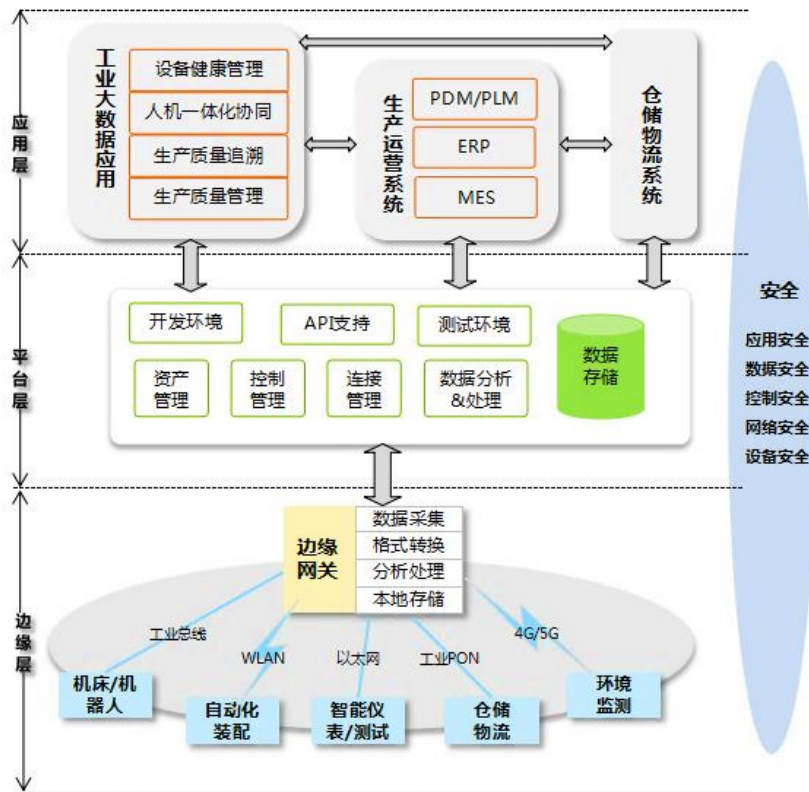 应用层
工业大数据应用
设备健康管理
人机一体化协同
生产质量追溯
生产质量管理
生产运营系统
PDM/PLM
ERP
MES
仓储物流系统
平台层
开发环境
API支持
测试环境
资产
管理
控制
管理
连接
管理
数据分析
&处理
数据
存储
边缘层
边缘
网关
数据采集
格式转换
分析处理
本地存储
工业总线
WLAN
以太网
工业PON
4G/5G
机床/机
器人
自动化
装配
智能仪
表/测试
仓储
物流
环境
监测
安全
应用安全
数据安全
控制安全
网络安全
设备安全